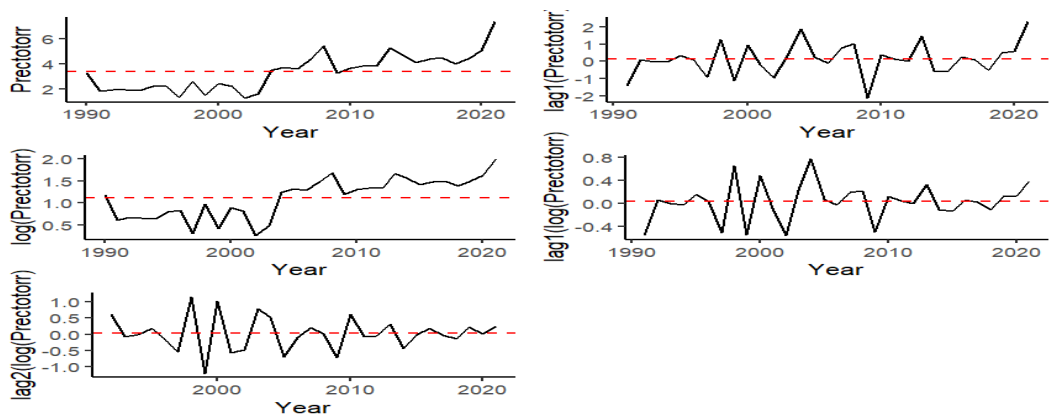 Prectotorr
6
4
2
1990 2000 2010 2020
Year
lag1(Prectotorr)
2
1
0
-1
-2
1990 2000 2010 2020
Year
log(Prectotorr)
2.0
1.5
1.0
0.5
1990 2000 2010 2020
Year
lag1(log(Prectotorr)
0.8
0.4
0.0
-0.4
1990 2000 2010 2020
Year
lag2(log(Prectotorr)
1.0
0.5
0.0
-0.5
-1.0
2000 2010 2020
Year